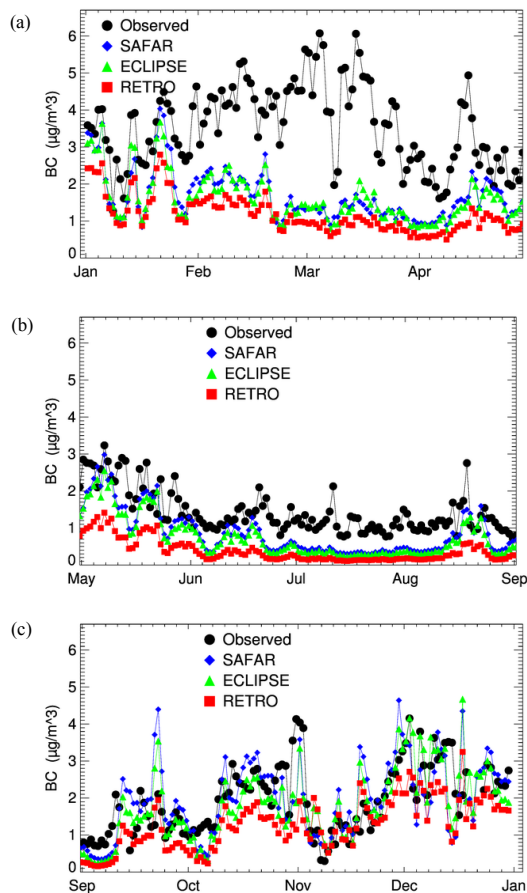 (a)
Observed
SAFAR
ECLIPSE
RETRO
BC (µg/m^3)
6
5
4
3
2
1
0
Jan Feb Mar Apr
(b)
Observed
SAFAR
ECLIPSE
RETRO
BC (µg/m^3)
6
5
4
3
2
1
0
May Jun Jul Aug Sep
(c)
Observed
SAFAR
ECLIPSE
RETRO
BC (µg/m^3)
6
5
4
3
2
1
0
Sep Oct Nov Dec Jan